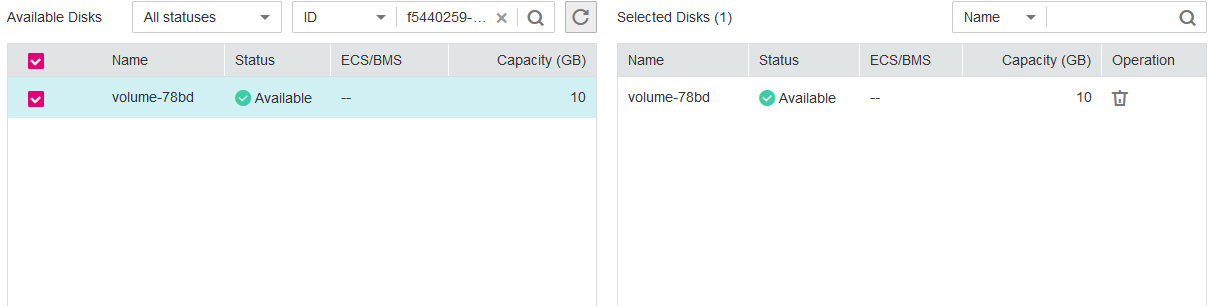 Available Disks All statuses ID f5440259-... Selected Disks (1) Name
Name Status ECS/BMS Capacity (GB) Name Status ECS/BMS Capacity (GB) Operation
volume-78bd Available -- 10 volume-78bd Available -- 10